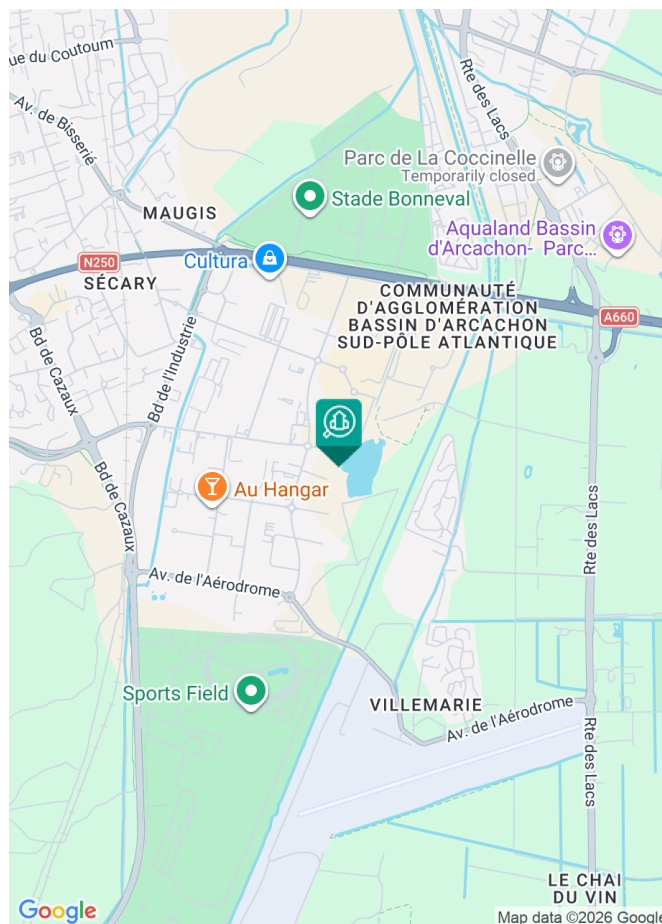 ue du Coutoum
Av. de Bisserié
Rte des Lacs
Parc de La Coccinelle
Temporarily closed
Stade Bonneval
MAUGIS
Aqualand Bassin
d'Arcachon- Parc...
N250
Cultura
SÉCARY
COMMUNAUTÉ
D'AGGLOMÉRATION
BASSIN D'ARCACHON
SUD-PÔLE ATLANTIQUE
A660
Bd de l'Industrie
Bd de Cazaux
Au Hangar
Bd de Cazaux
Rte des Lacs
Av. de l'Aérodrome
Sports Field
VILLEMARIE
Av. de l'Aérodrome
Rte des Lacs
LE CHAI
DU VIN
Google
Map data ©2026 Google